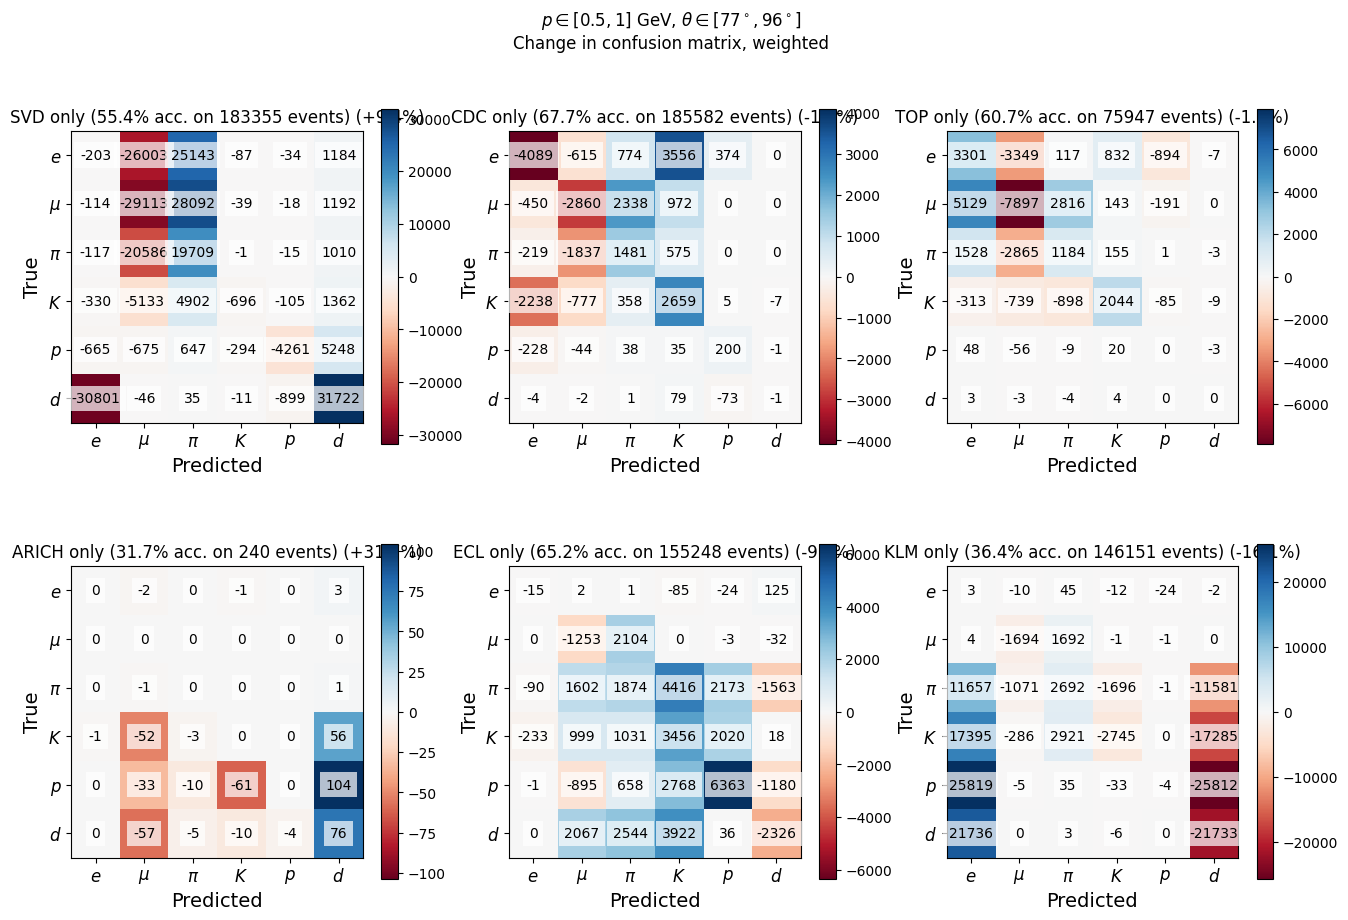 p ∈ [0.5, 1] GeV, θ ∈ [77°, 96°]
Change in confusion matrix, weighted
SVD only (55.4% acc. on 183355 events)
e -203 -26003 25143 -87 -34 1184
μ -114 -29113 28092 -39 -18 1192
π -117 -20586 19709 -1 -15 1010
K -330 -5133 4902 -696 -105 1362
p -665 -675 647 -294 -4261 5248
d -30801 -46 35 -11 -899 31722
e μ π K p d
True
Predicted
30000
20000
10000
0
−10000
−20000
−30000
CDC only (67.7% acc. on 185582 events)
e -4089 -615 774 3556 374 0
μ -450 -2860 2338 972 0 0
π -219 -1837 1481 575 0 0
K -2238 -777 358 2659 5 -7
p -228 -44 38 35 200 -1
d -4 -2 1 79 -73 -1
e μ π K p d
True
Predicted
4000
3000
2000
1000
0
−1000
−2000
−3000
−4000
TOP only (60.7% acc. on 75947 events)
e 3301 -3349 117 832 -894 -7
μ 5129 -7897 2816 143 -191 0
π 1528 -2865 1184 155 1 -3
K -313 -739 -898 2044 -85 -9
p 48 -56 -9 20 0 -3
d 3 -3 -4 4 0 0
e μ π K p d
True
Predicted
6000
4000
2000
0
−2000
−4000
−6000
ARICH only (31.7% acc. on 240 events)
e 0 -2 0 -1 0 3
μ 0 0 0 0 0 0
π 0 -1 0 0 0 1
K -1 -52 -3 0 0 56
p 0 -33 -10 -61 0 104
d 0 -57 -5 -10 -4 76
e μ π K p d
True
Predicted
100
75
50
25
0
−25
−50
−75
−100
ECL only (65.2% acc. on 155248 events)
e -15 2 1 -85 -24 125
μ 0 -1253 2104 0 -3 -32
π -90 1602 1874 4416 2173 -1563
K -233 999 1031 3456 2020 18
p -1 -895 658 2768 6363 -1180
d 0 2067 2544 3922 36 -2326
e μ π K p d
True
Predicted
6000
4000
2000
0
−2000
−4000
−6000
KLM only (36.4% acc. on 146151 events)
e 3 -10 45 -12 -24 -2
μ 4 -1694 1692 -1 -1 0
π 11657 -1071 2692 -1696 -1 -11581
K 17395 -286 2921 -2745 0 -17285
p 25819 -5 35 -33 -4 -25812
d 21736 0 3 -6 0 -21733
e μ π K p d
True
Predicted
20000
10000
0
−10000
−20000